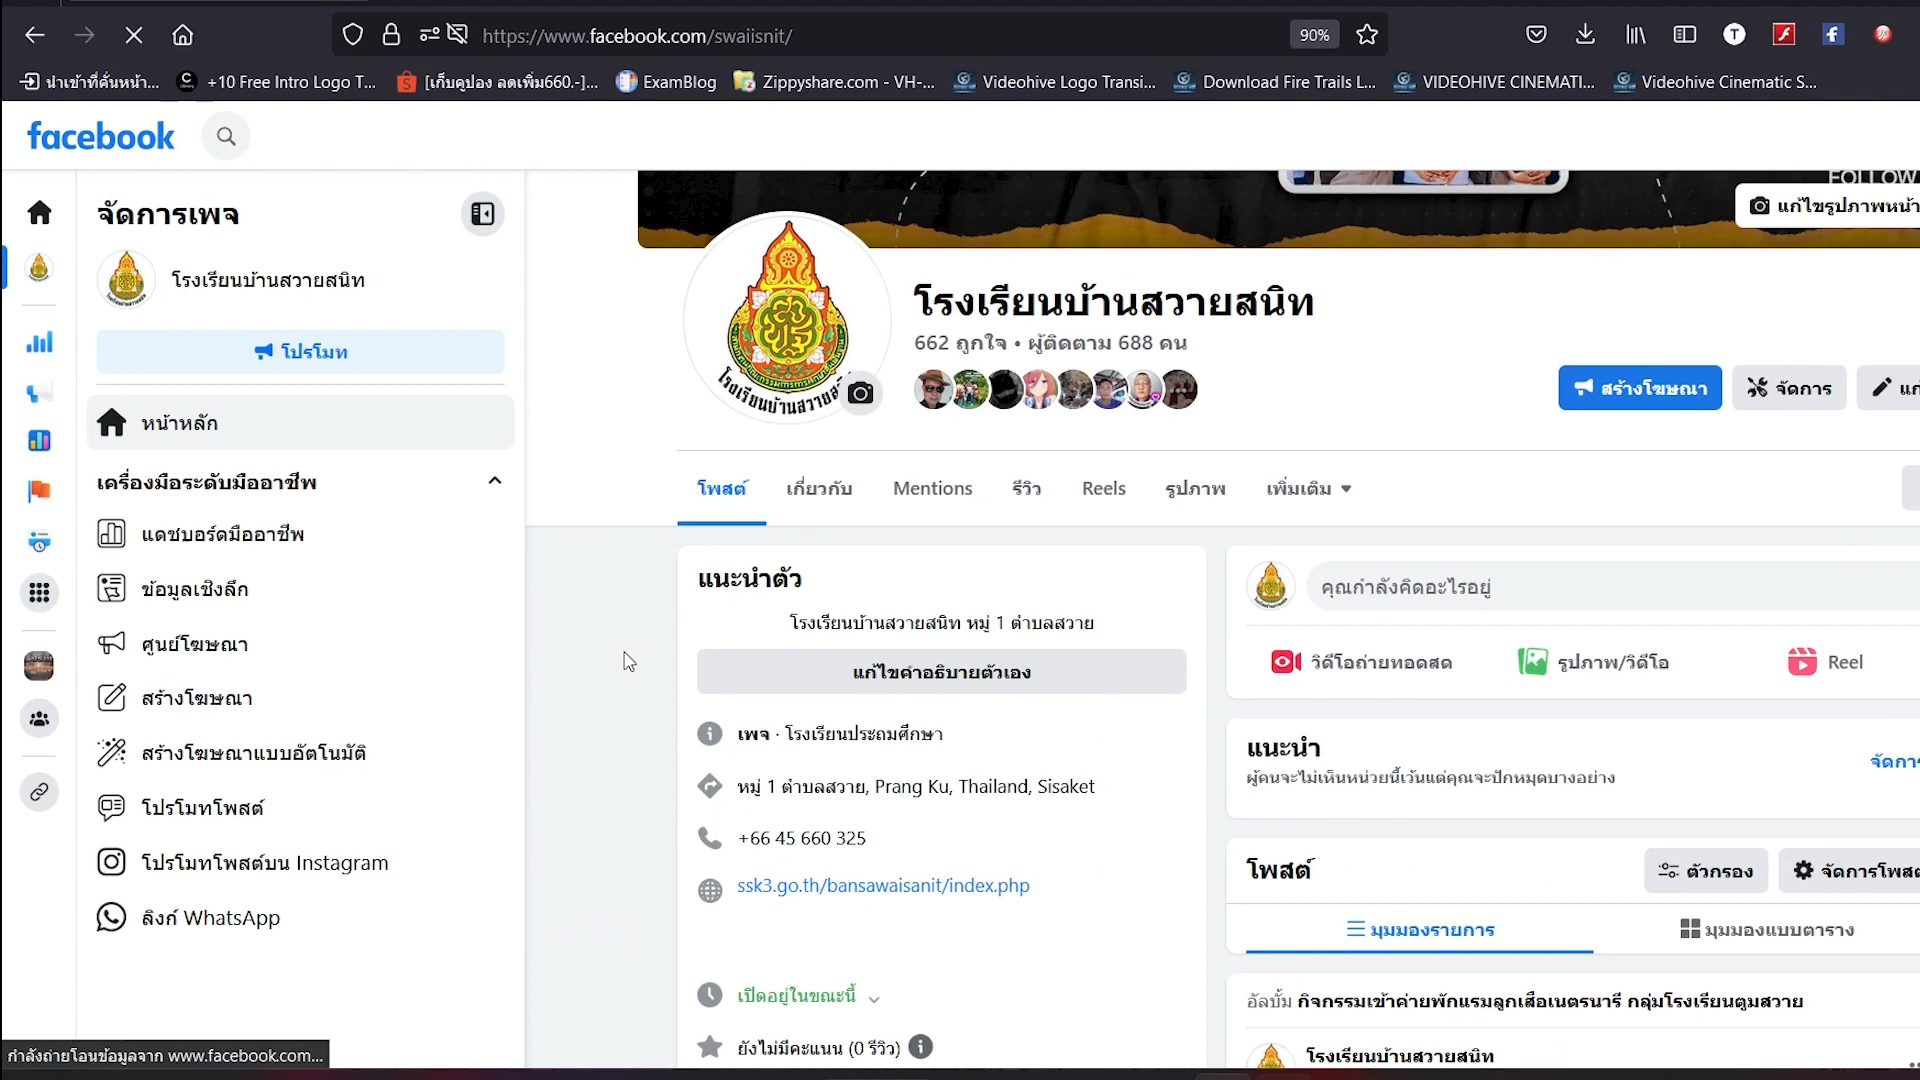 https://www.facebook.com/swaiisnit/
90%
นำเข้าที่คั่นหน้า...
+10 Free Intro Logo T...
[เก็บคูปอง ลดเพิ่ม660.-]...
ExamBlog
Zippyshare.com - VH-...
Videohive Logo Transi...
Download Fire Trails L...
VIDEOHIVE CINEMATI...
Videohive Cinematic S...
facebook
จัดการเพจ
โรงเรียนบ้านสวายสนิท
โปรโมท
หน้าหลัก
เครื่องมือระดับมืออาชีพ
แดชบอร์ดมืออาชีพ
ข้อมูลเชิงลึก
ศูนย์โฆษณา
สร้างโฆษณา
สร้างโฆษณาแบบอัตโนมัติ
โปรโมทโพสต์
โปรโมทโพสต์บน Instagram
ลิงก์ WhatsApp
กำลังถ่ายโอนข้อมูลจาก www.facebook.com...
FOLLOW
แก้ไขรูปภาพหน้า
โรงเรียนบ้านสวายสนิท
662 ถูกใจ • ผู้ติดตาม 688 คน
สร้างโฆษณา
จัดการ
แก้
โพสต์
เกี่ยวกับ
Mentions
รีวิว
Reels
รูปภาพ
เพิ่มเติม
แนะนำตัว
โรงเรียนบ้านสวายสนิท หมู่ 1 ตำบลสวาย
แก้ไขคำอธิบายตัวเอง
เพจ · โรงเรียนประถมศึกษา
หมู่ 1 ตำบลสวาย, Prang Ku, Thailand, Sisaket
+66 45 660 325
ssk3.go.th/bansawaisanit/index.php
เปิดอยู่ในขณะนี้
ยังไม่มีคะแนน (0 รีวิว)
คุณกำลังคิดอะไรอยู่
วิดีโอถ่ายทอดสด
รูปภาพ/วิดีโอ
Reel
แนะนำ
จัดการ
ผู้คนจะไม่เห็นหน่วยนี้เว้นแต่คุณจะปักหมุดบางอย่าง
โพสต์
ตัวกรอง
จัดการโพสต์
มุมมองรายการ
มุมมองแบบตาราง
อัลบั้ม กิจกรรมเข้าค่ายพักแรมลูกเสือเนตรนารี กลุ่มโรงเรียนตูมสวาย
โรงเรียนบ้านสวายสนิท